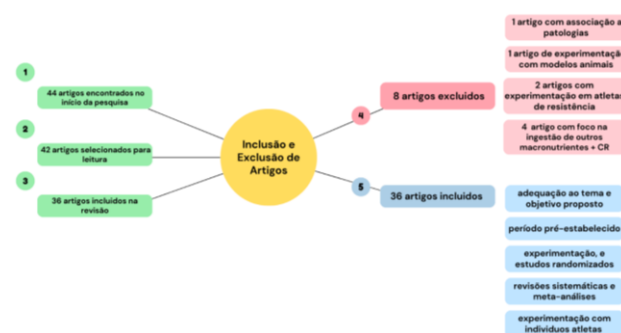 1
44 artigos encontrados no
início da pesquisa
2
42 artigos selecionados para
leitura
3
36 artigos incluidos na
revisão
Inclusão e
Exclusão de
Artigos
4
8 artigos excluidos
1 artigo com associação a
patologias
1 artigo de experimentação
com modelos animais
2 artigos com
experimentação em atletas
de resistência
4 artigo com foco na
ingestão de outros
macronutrientes + CR
5
36 artigos incluidos
adequação ao tema e
objetivo proposto
período pré-estabelecido
experimentação, e
estudos randomizados
revisões sistemáticas e
meta-análises
experimentação com
individuos atletas